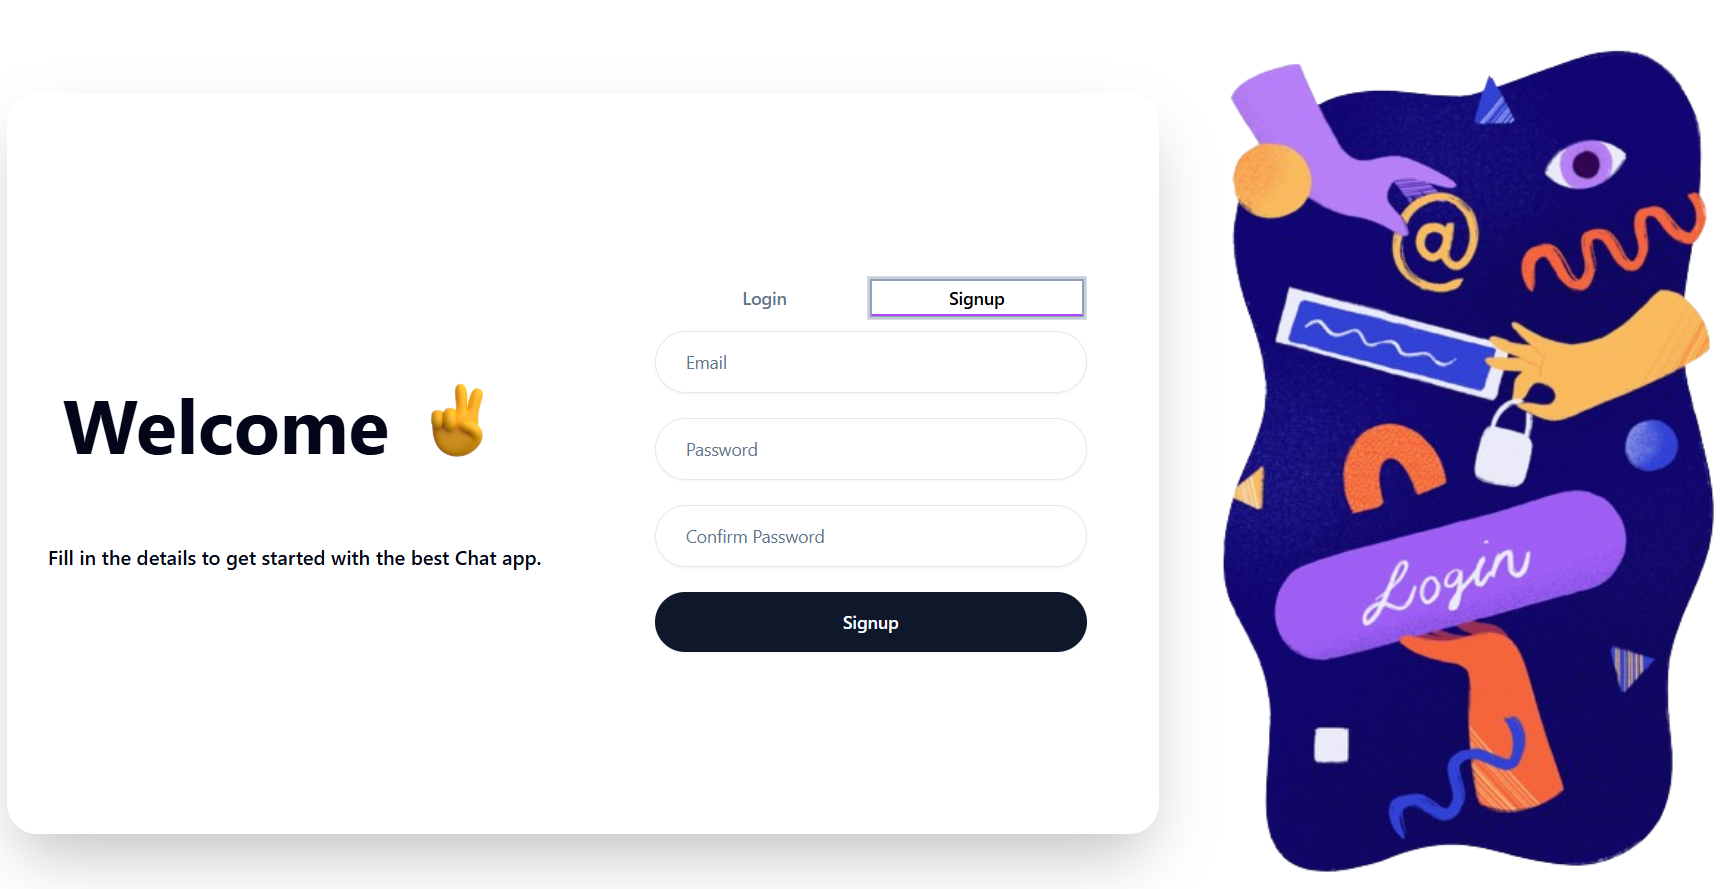 Welcome ✌
Fill in the details to get started with the best Chat app.
Login
Signup
Email
Password
Confirm Password
Signup
@
Login